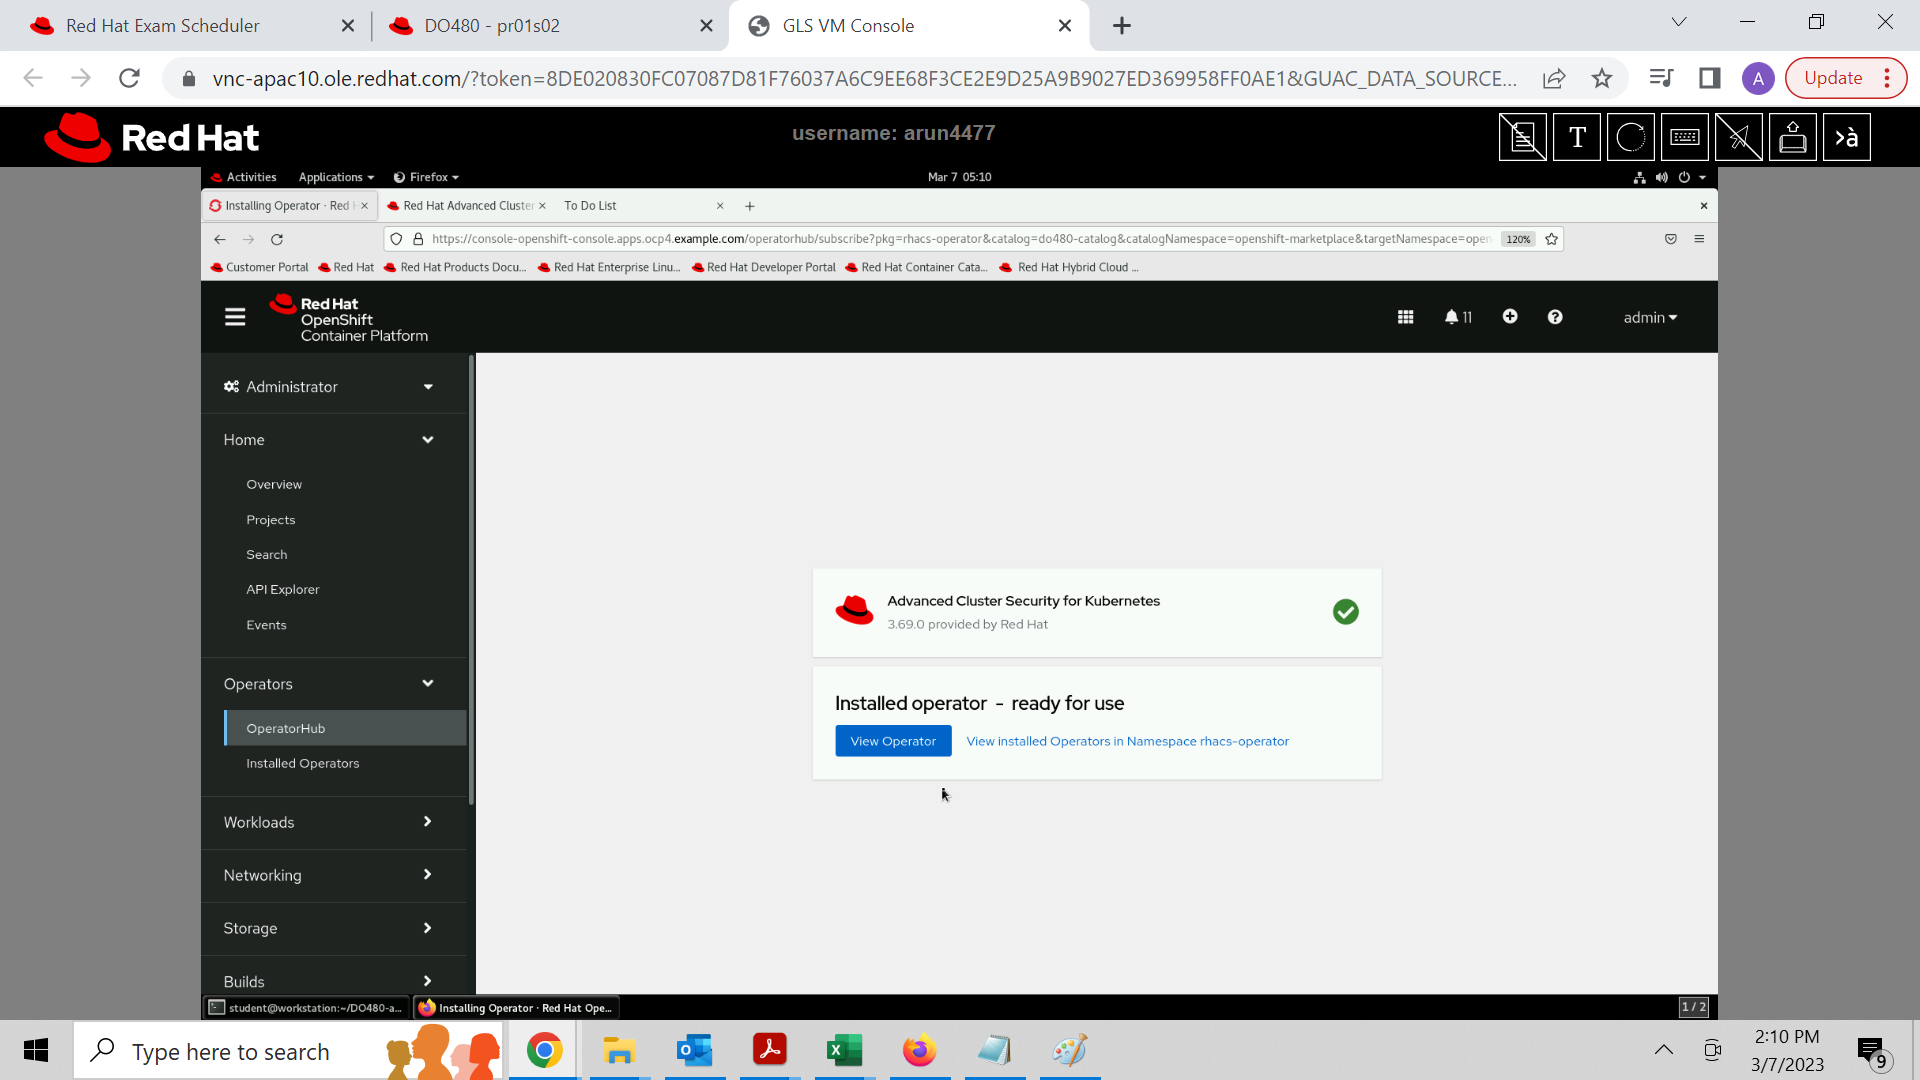 Red Hat Exam Scheduler
DO480 - pr01s02
GLS VM Console
vnc-apac10.ole.redhat.com/?token=8DE020830FC07087D81F76037A6C9EE68F3CE2E9D25A9B9027ED369958FF0AE1&GUAC_DATA_SOURCE...
A
Update
Red Hat
username: arun4477
T
>à
Activities
Applications
Firefox
Mar 7 05:10
Installing Operator · Red H
Red Hat Advanced Cluster
To Do List
https://console-openshift-console.apps.ocp4.example.com/operatorhub/subscribe?pkg=rhacs-operator&catalog=do480-catalog&catalogNamespace=openshift-marketplace&targetNamespace=open
120%
Customer Portal
Red Hat
Red Hat Products Docu...
Red Hat Enterprise Linu...
Red Hat Developer Portal
Red Hat Container Cata...
Red Hat Hybrid Cloud ...
Red Hat
OpenShift
Container Platform
11
admin
Administrator
Home
Overview
Projects
Search
API Explorer
Events
Operators
OperatorHub
Installed Operators
Workloads
Networking
Storage
Builds
Advanced Cluster Security for Kubernetes
3.69.0 provided by Red Hat
Installed operator - ready for use
View Operator
View installed Operators in Namespace rhacs-operator
student@workstation:~/DO480-a...
Installing Operator · Red Hat Ope...
1 / 2
Type here to search
2:10 PM
3/7/2023
9